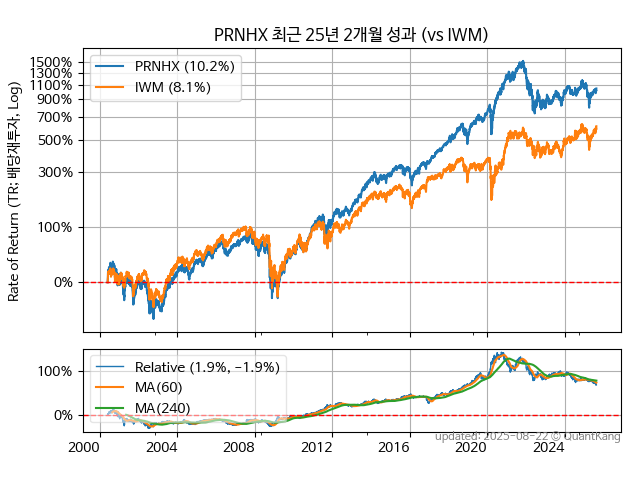 PRNHX 최근 25년 2개월 성과 (vs IWM)
Rate of Return (TR; 배당재투자, Log)
1500%
1300%
1100%
900%
700%
500%
300%
100%
0%
PRNHX (10.2%)
IWM (8.1%)
100%
0%
Relative (1.9%, −1.9%)
MA(60)
MA(240)
2000 2004 2008 2012 2016 2020 2024
updated: 2025-08-22 © QuantKang